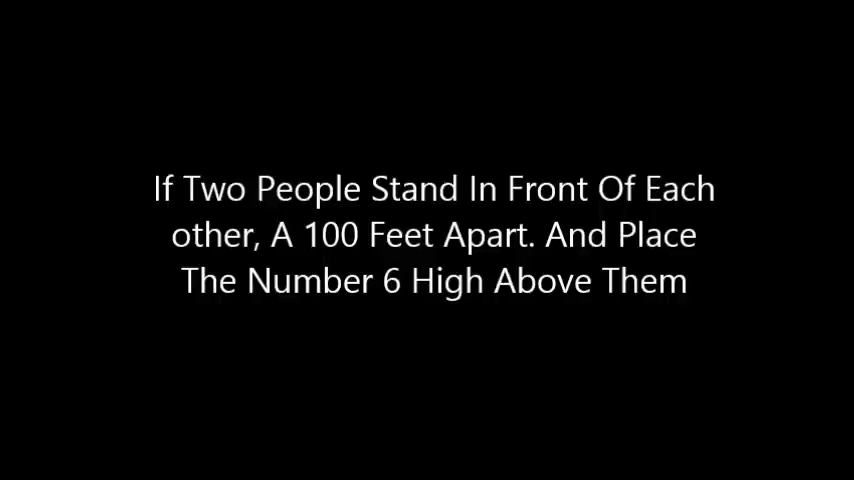 If Two People Stand In Front Of Each
other, A 100 Feet Apart. And Place
The Number 6 High Above Them